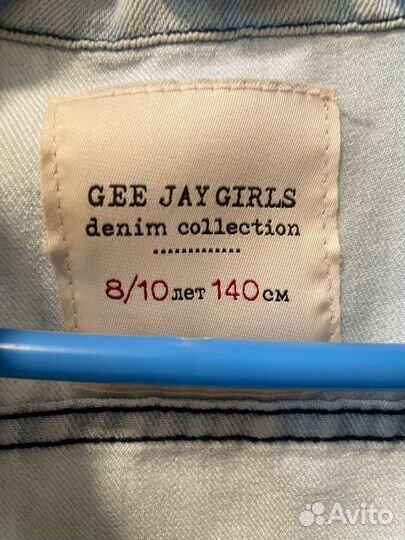 GEE JAY GIRLS
denim collection
8/10 лет 140 см
Avito